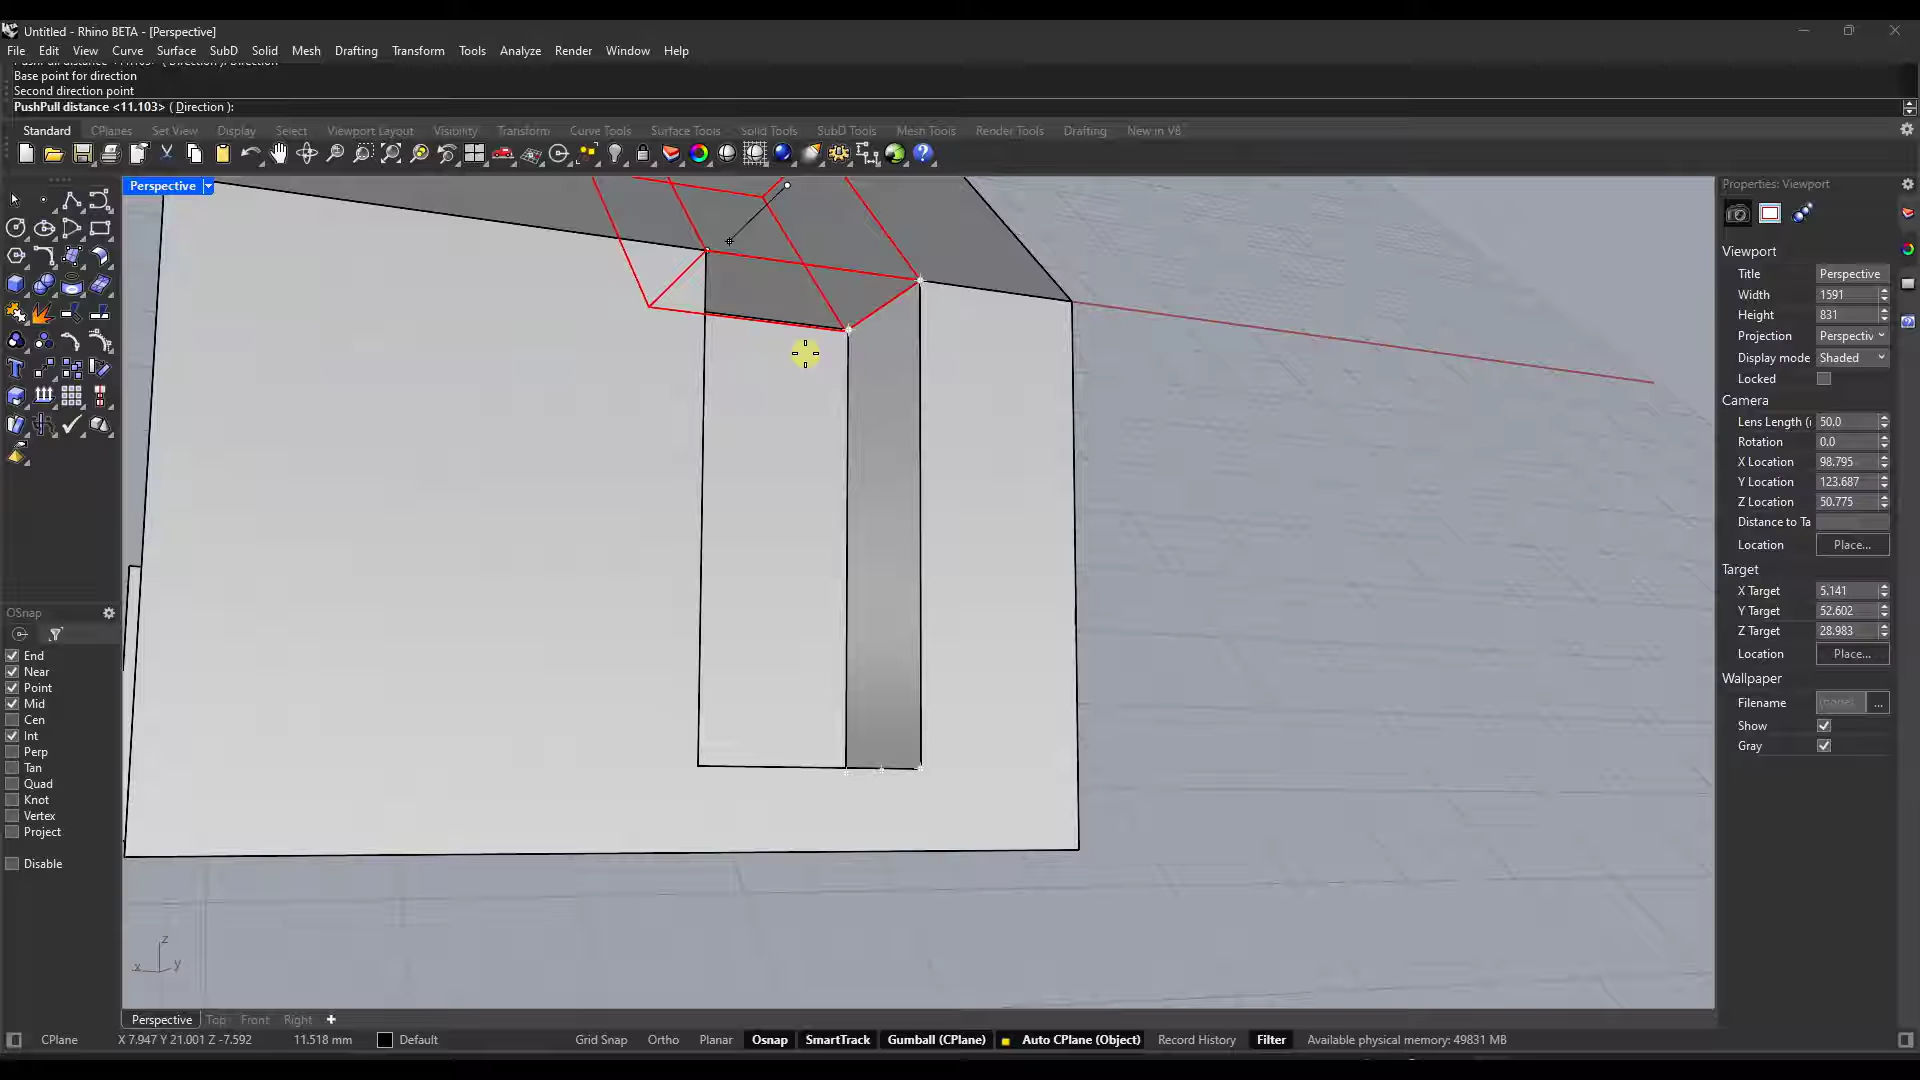 Untitled - Rhino BETA - [Perspective]
File Edit View Curve Surface SubD Solid Mesh Drafting Transform Tools Analyze Render Window Help
Base point for direction
Second direction point
PushPull distance <11.103> ( Direction ):
Standard CPlanes Set View Display Select Viewport Layout Visibility Transform Curve Tools Surface Tools Solid Tools SubD Tools Mesh Tools Render Tools Drafting New in V8
Perspective
Properties: Viewport
Viewport
Title Perspective
Width 1591
Height 831
Projection Perspectiv
Display mode Shaded
Locked
Camera
Lens Length (
Rotation 0.0
50.0
X Location 98.795
Y Location 123.687
Z Location 50.775
Distance to Ta
Location Place...
Target
X Target 5.141
Y Target 52.602
Z Target 28.983
Location Place...
Wallpaper
Filename (none) ...
Show
Gray
OSnap
End
Near
Point
Mid
Cen
Int
Perp
Tan
Quad
Knot
Vertex
Project
Disable
z
x y
Perspective Top Front Right
CPlane X 7.947 Y 21.001 Z -7.592 11.518 mm Default Grid Snap Ortho Planar Osnap SmartTrack Gumball (CPlane) Auto CPlane (Object) Record History Filter Available physical memory: 49831 MB